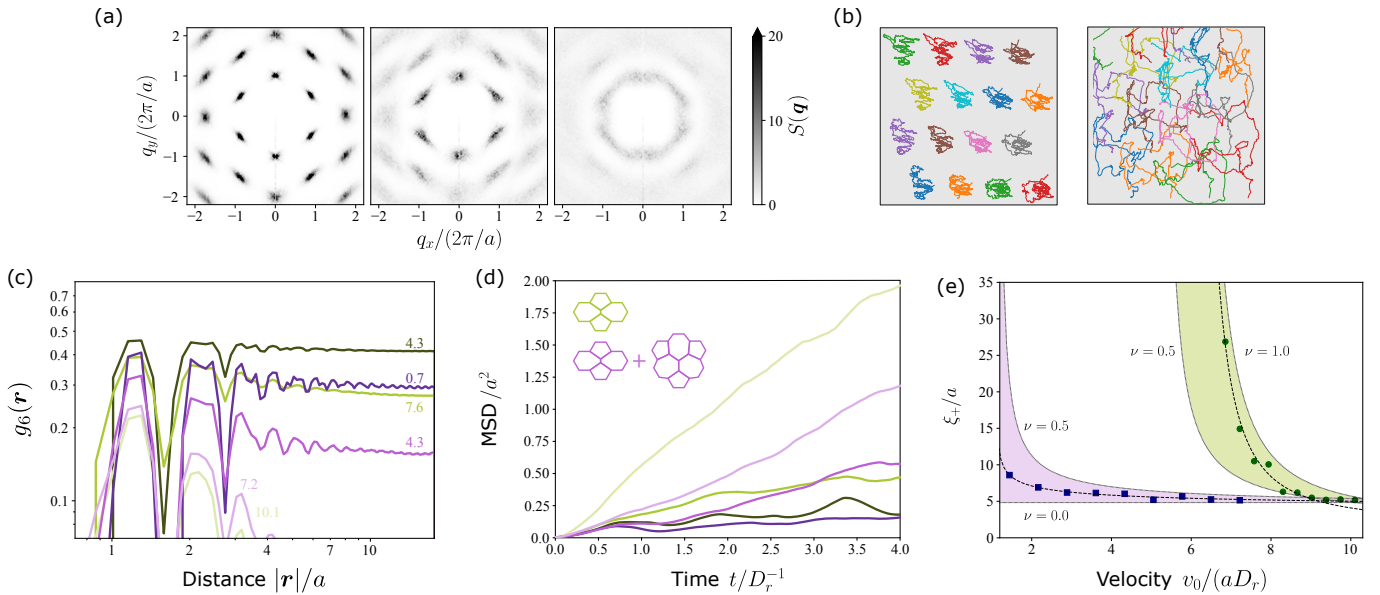 (a)
2
1
0
−1
−2
q_y/(2π/a)
−2 −1 0 1 2
−2 −1 0 1 2
−2 −1 0 1 2
q_x/(2π/a)
20
10
0
S(q)
(b)
(c)
0.7
0.5
0.4
0.3
0.2
0.1
g_6(r)
4.3
0.7
7.6
4.3
7.2
10.1
1 2 4 7 10
Distance |r|/a
(d)
2.00
1.75
1.50
1.25
1.00
0.75
0.50
0.25
0.0
MSD/a²
+
0.0 0.5 1.0 1.5 2.0 2.5 3.0 3.5 4.0
Time t/D_r^{-1}
(e)
35
30
25
20
15
10
5
0
ξ_+/a
ν = 0.5
ν = 1.0
ν = 0.5
ν = 0.0
2 4 6 8 10
Velocity v_0/(aD_r)